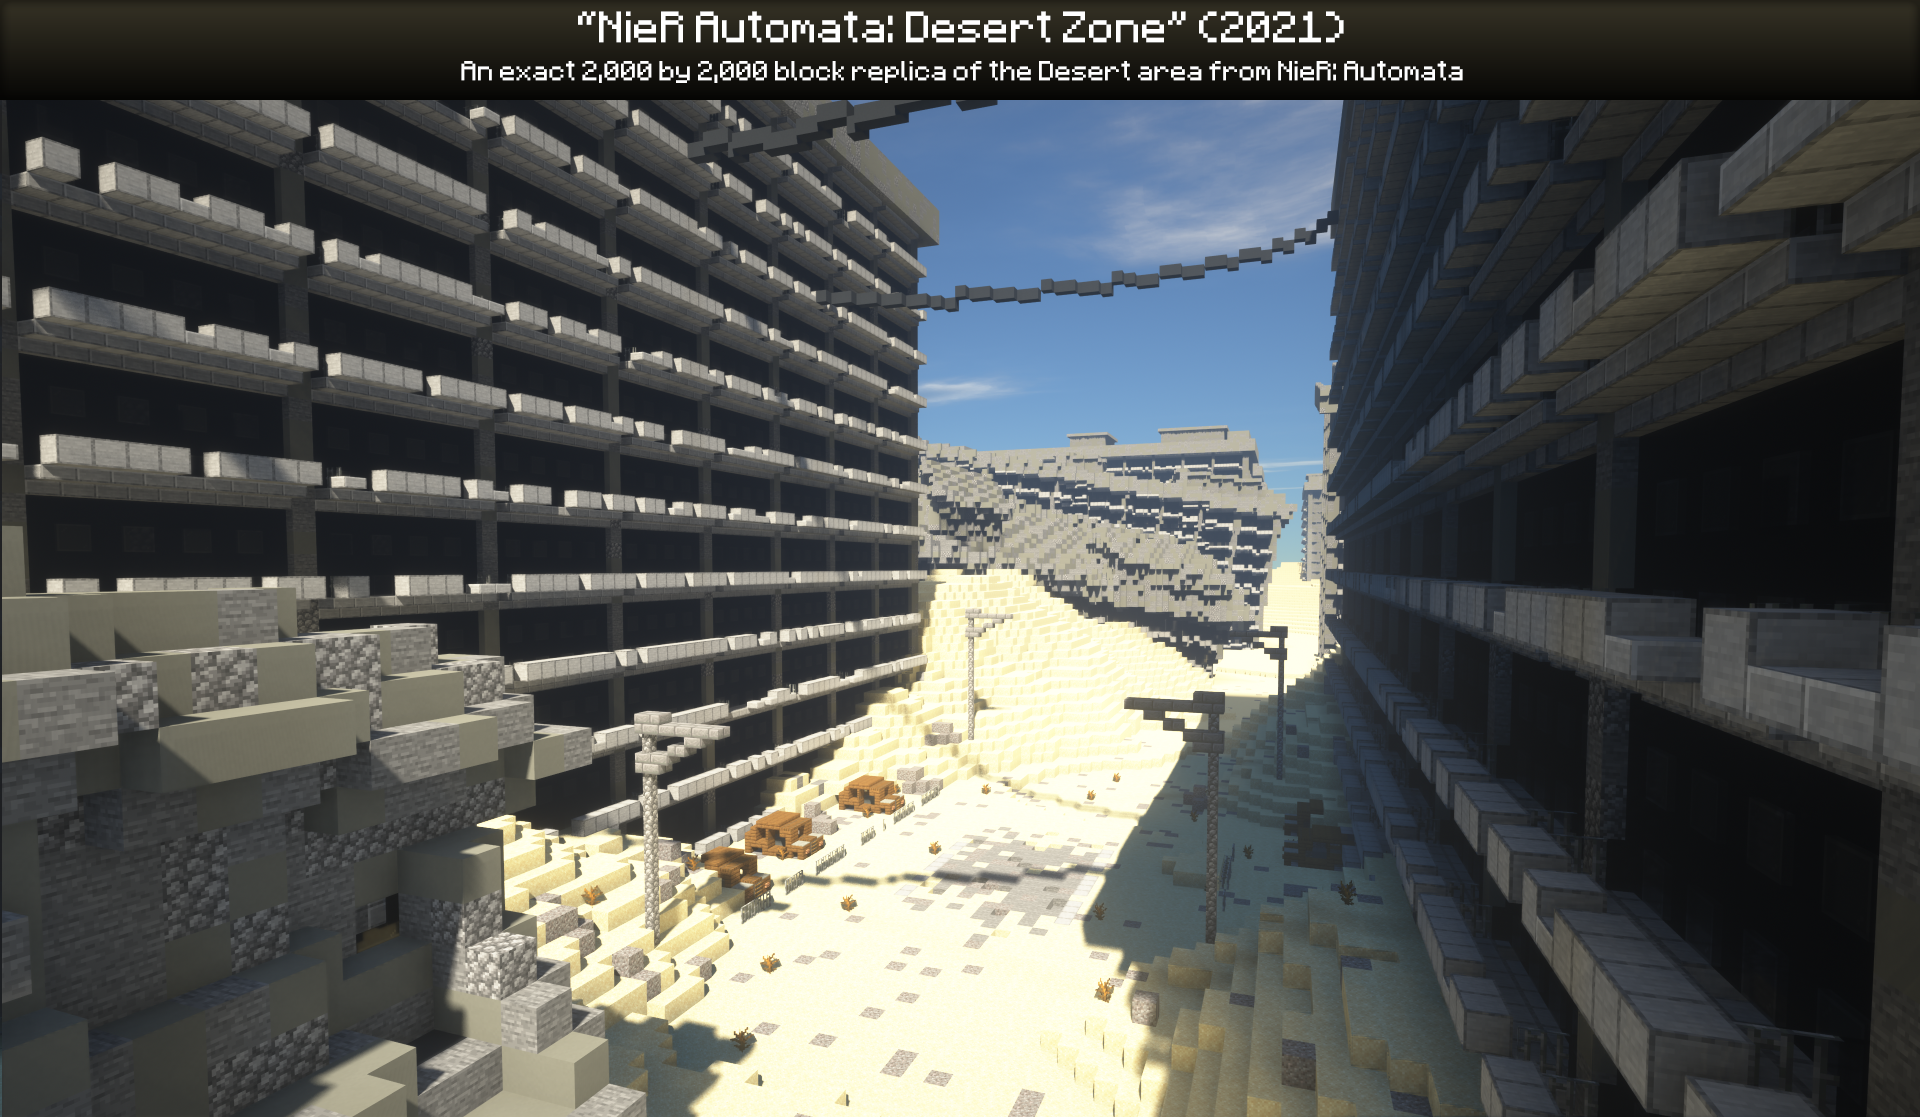 “NieR Automata: Desert Zone” (2021)
An exact 2,000 by 2,000 block replica of the Desert area from NieR: Automata